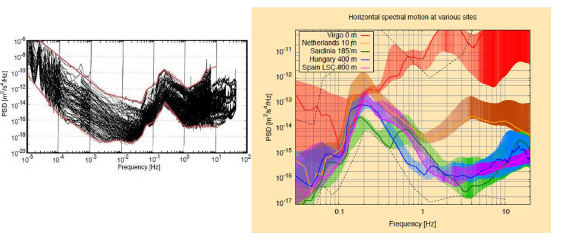 PSD [m²/s⁴/Hz]
10⁻⁶
10⁻⁸
10⁻¹⁰
10⁻¹²
10⁻¹⁴
10⁻¹⁶
10⁻¹⁸
10⁻²⁰
10⁻⁵ 10⁻⁴ 10⁻³ 10⁻² 10⁻¹ 10⁰ 10¹ 10²
Frequency [Hz]
Horizontal spectral motion at various sites
Virgo 0 m
Netherlands 10 m
Sardinia 185 m
Hungary 400 m
Spain LSC 800 m
PSD [m²/s⁴/Hz]
10⁻¹¹
10⁻¹²
10⁻¹³
10⁻¹⁴
10⁻¹⁵
10⁻¹⁶
10⁻¹⁷
0.1 1 10
Frequency [Hz]